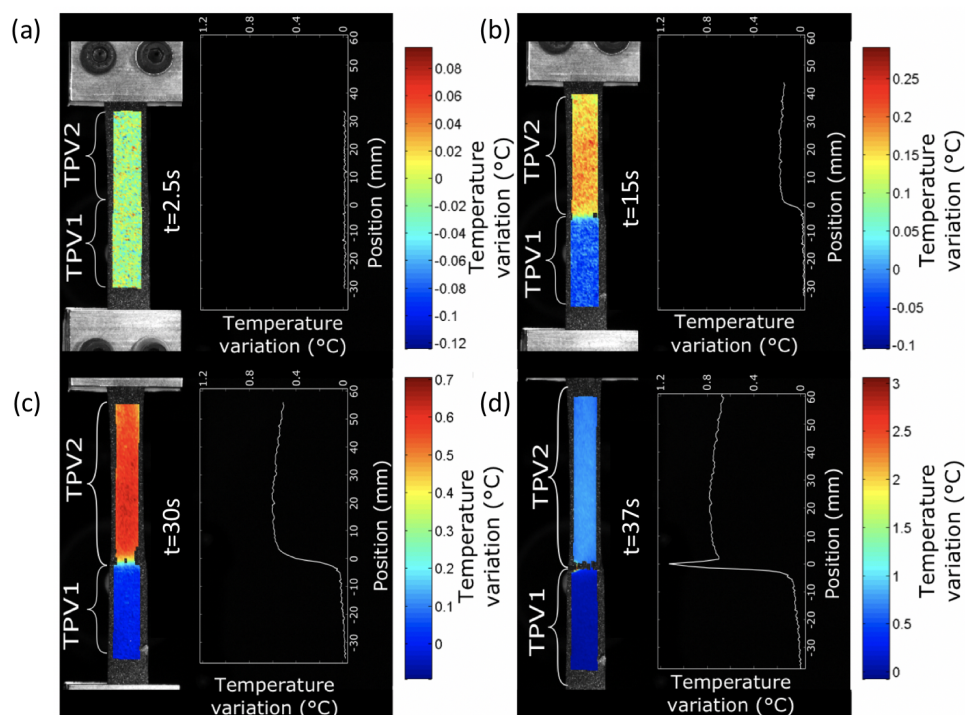 (a)
1.2
0.8
0.4
0
60
50
40
30
20
10
0
-10
-20
-30
Position (mm)
TPV2
TPV1
t=2.5s
Temperature
variation (°C)
0.08
0.06
0.04
0.02
0
-0.02
-0.04
-0.06
-0.08
-0.1
-0.12
Temperature
variation (°C)
(b)
1.2
0.8
0.4
0
60
50
40
30
20
10
0
-10
-20
-30
Position (mm)
TPV2
TPV1
t=15s
Temperature
variation (°C)
0.25
0.2
0.15
0.1
0.05
0
-0.05
-0.1
Temperature
variation (°C)
(c)
1.2
0.8
0.4
0
60
50
40
30
20
10
0
-10
-20
-30
Position (mm)
TPV2
TPV1
t=30s
Temperature
variation (°C)
0.7
0.6
0.5
0.4
0.3
0.2
0.1
0
Temperature
variation (°C)
(d)
1.2
0.8
0.4
0
60
50
40
30
20
10
0
-10
-20
-30
Position (mm)
TPV2
TPV1
t=37s
Temperature
variation (°C)
3
2.5
2
1.5
1
0.5
0
Temperature
variation (°C)